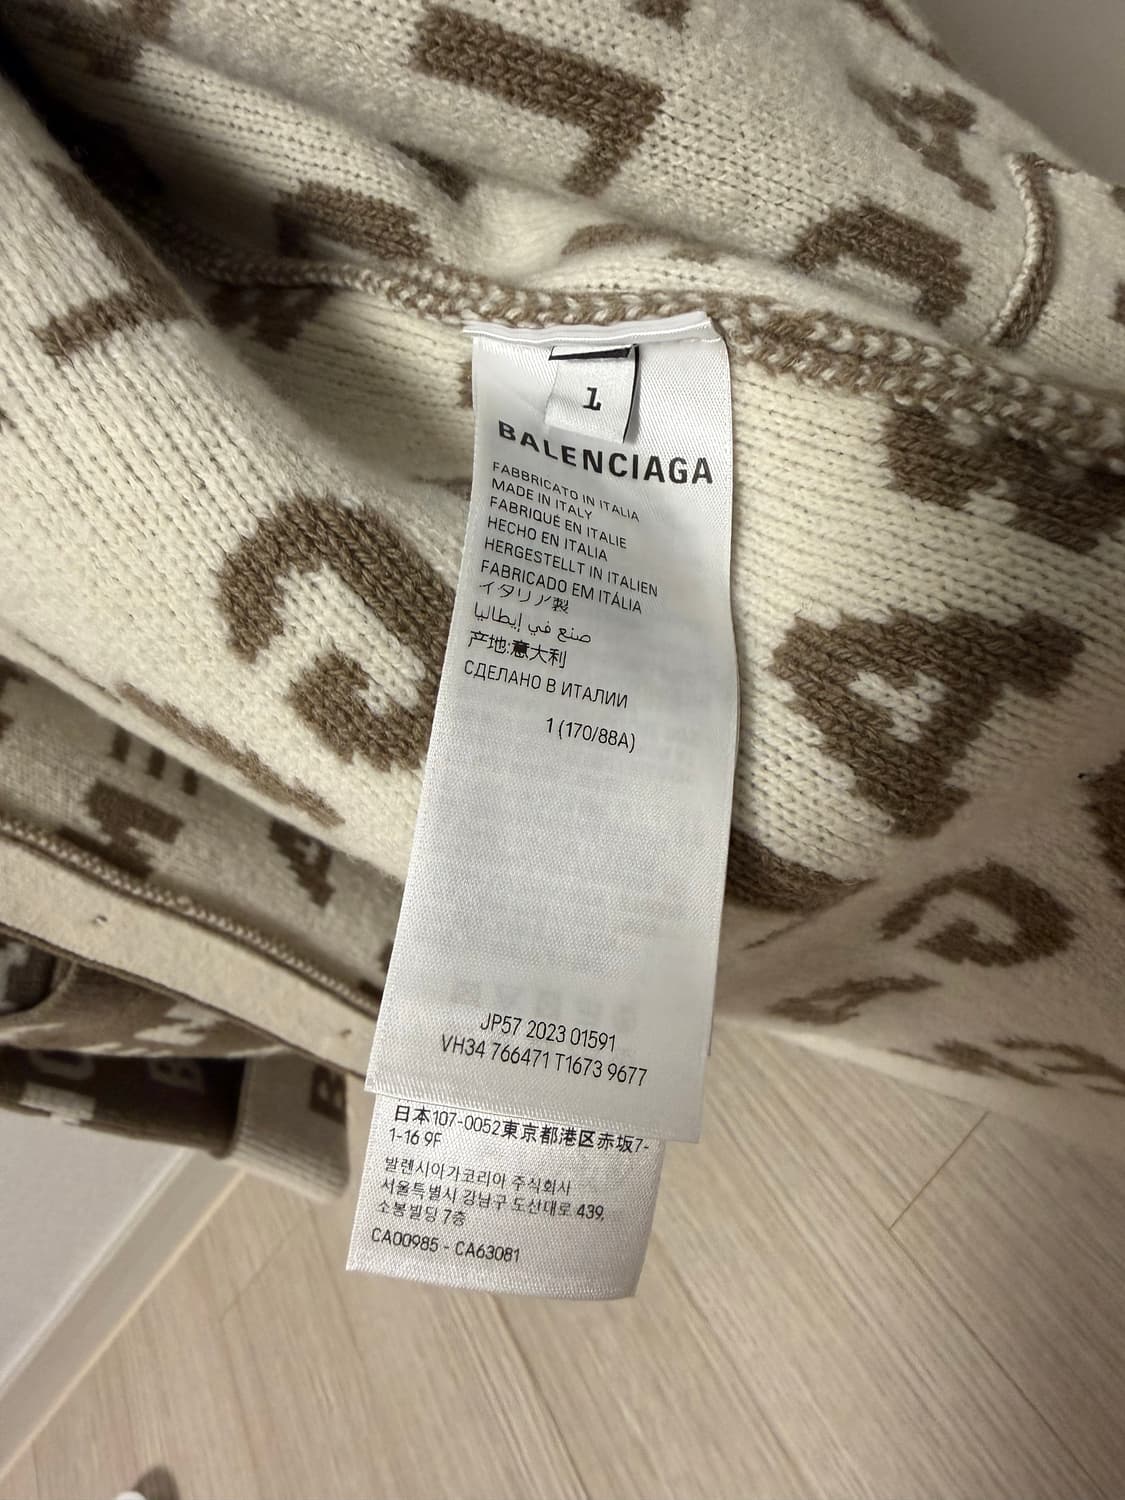 1
BALENCIAGA
FABBRICATO IN ITALIA
MADE IN ITALY
FABRIQUÉ EN ITALIE
HECHO EN ITALIA
HERGESTELLT IN ITALIEN
FABRICADO EM ITÁLIA
イタリア製
صنع في إيطاليا
产地:意大利
СДЕЛАНО В ИТАЛИИ
1 (170/88A)
JP57 2023 01591
VH34 766471 T1673 9677
日本107-0052東京都港区赤坂7-
1-16 9F
발렌시아가코리아 주식회사
서울특별시 강남구 도산대로 439,
소봉빌딩 7층
CA00985 - CA63081